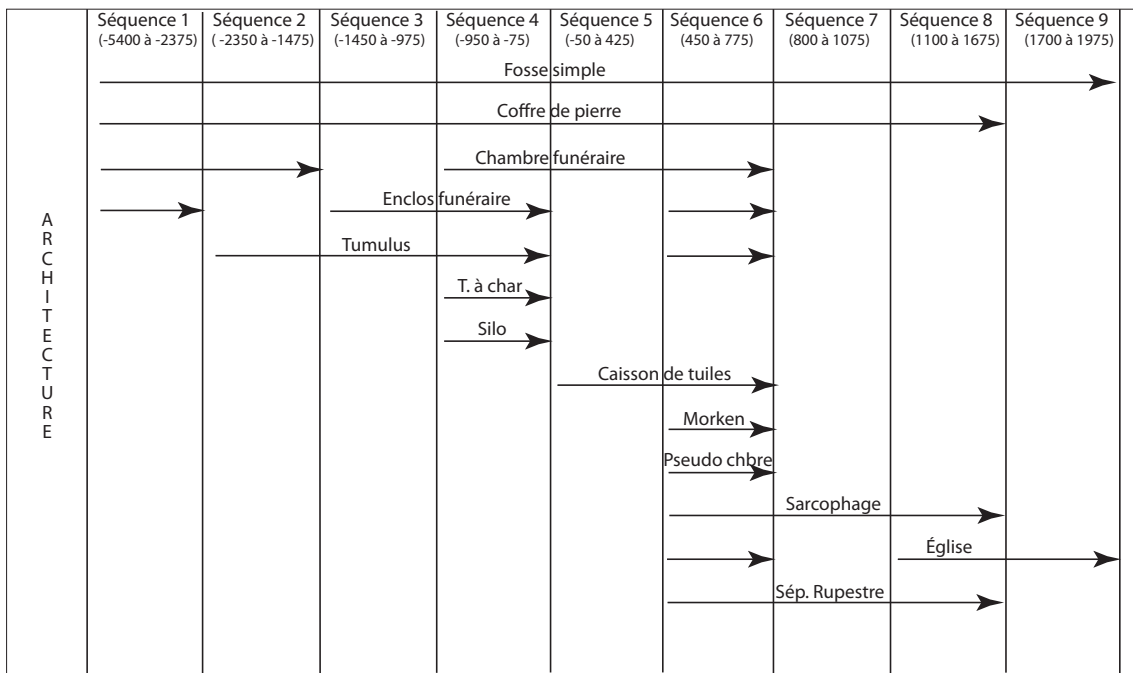 Séquence 1 Séquence 2 Séquence 3 Séquence 4 Séquence 5 Séquence 6 Séquence 7 Séquence 8 Séquence 9
(-5400 à -2375) ( -2350 à -1475) (-1450 à -975) (-950 à -75) (-50 à 425) (450 à 775) (800 à 1075) (1100 à 1675) (1700 à 1975)
Fosse simple
Coffre de pierre
Chambre funéraire
Enclos funéraire
Tumulus
T. à char
Silo
Caisson de tuiles
Morken
Pseudo chbre
Sarcophage
Église
Sép. Rupestre
ARCHITECTURE